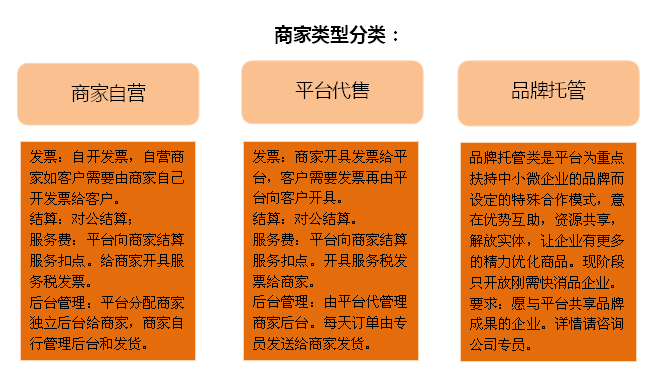 商家类型分类：
商家自营
平台代售
品牌托管
发票：自开发票，自营商
家如客户需要由商家自己
开发票给客户。
结算：对公结算；
服务费：平台向商家结算
服务扣点。给商家开具服
务税发票。
后台管理：平台分配商家
独立后台给商家，商家自
行管理后台和发货。
发票：商家开具发票给平
台，客户需要发票再由平
台向客户开具。
结算：对公结算。
服务费：平台向商家结算
服务扣点。开具服务税发
票给商家。
后台管理：由平台代管理
商家后台。每天订单由专
员发送给商家发货。
品牌托管类是平台为重点
扶持中小微企业的品牌而
设定的特殊合作模式，意
在优势互助，资源共享，
解放实体，让企业有更多
的精力优化商品。现阶段
只开放刚需快消品企业。
要求：愿与平台共享品牌
成果的企业。详情请咨询
公司专员。